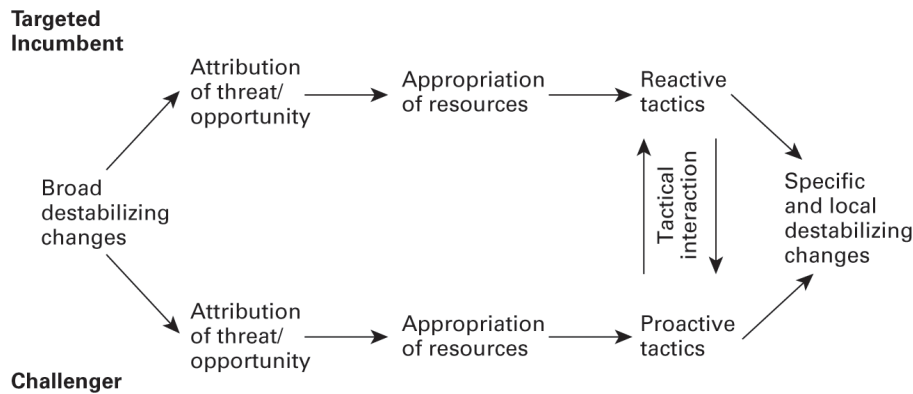 Targeted
Incumbent
Attribution
of threat/
opportunity
Appropriation
of resources
Reactive
tactics
Broad
destabilizing
changes
Tactical
interaction
Specific
and local
destabilizing
changes
Attribution
of threat/
opportunity
Appropriation
of resources
Proactive
tactics
Challenger